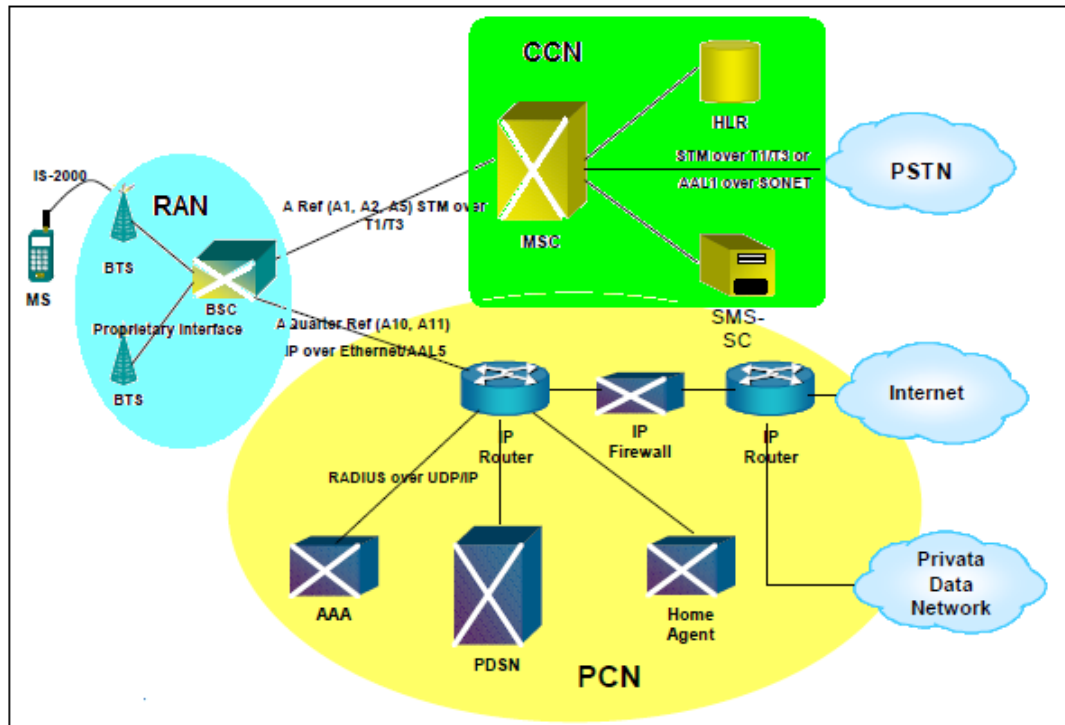 CCN
HLR
STM over T1/T3 or
AAL1 over SONET
PSTN
MSC
SMS-
SC
IS-2000
RAN
A Ref (A1, A2, A5) STM over
T1/T3
BTS
MS
BSC
Proprietary Interface
BTS
AQuarter Ref (A10, A11)
IP over Ethernet/AAL5
IP
Router
IP
Firewall
IP
Router
Internet
RADIUS over UDP/IP
AAA
PDSN
Home
Agent
Privata
Data
Network
PCN